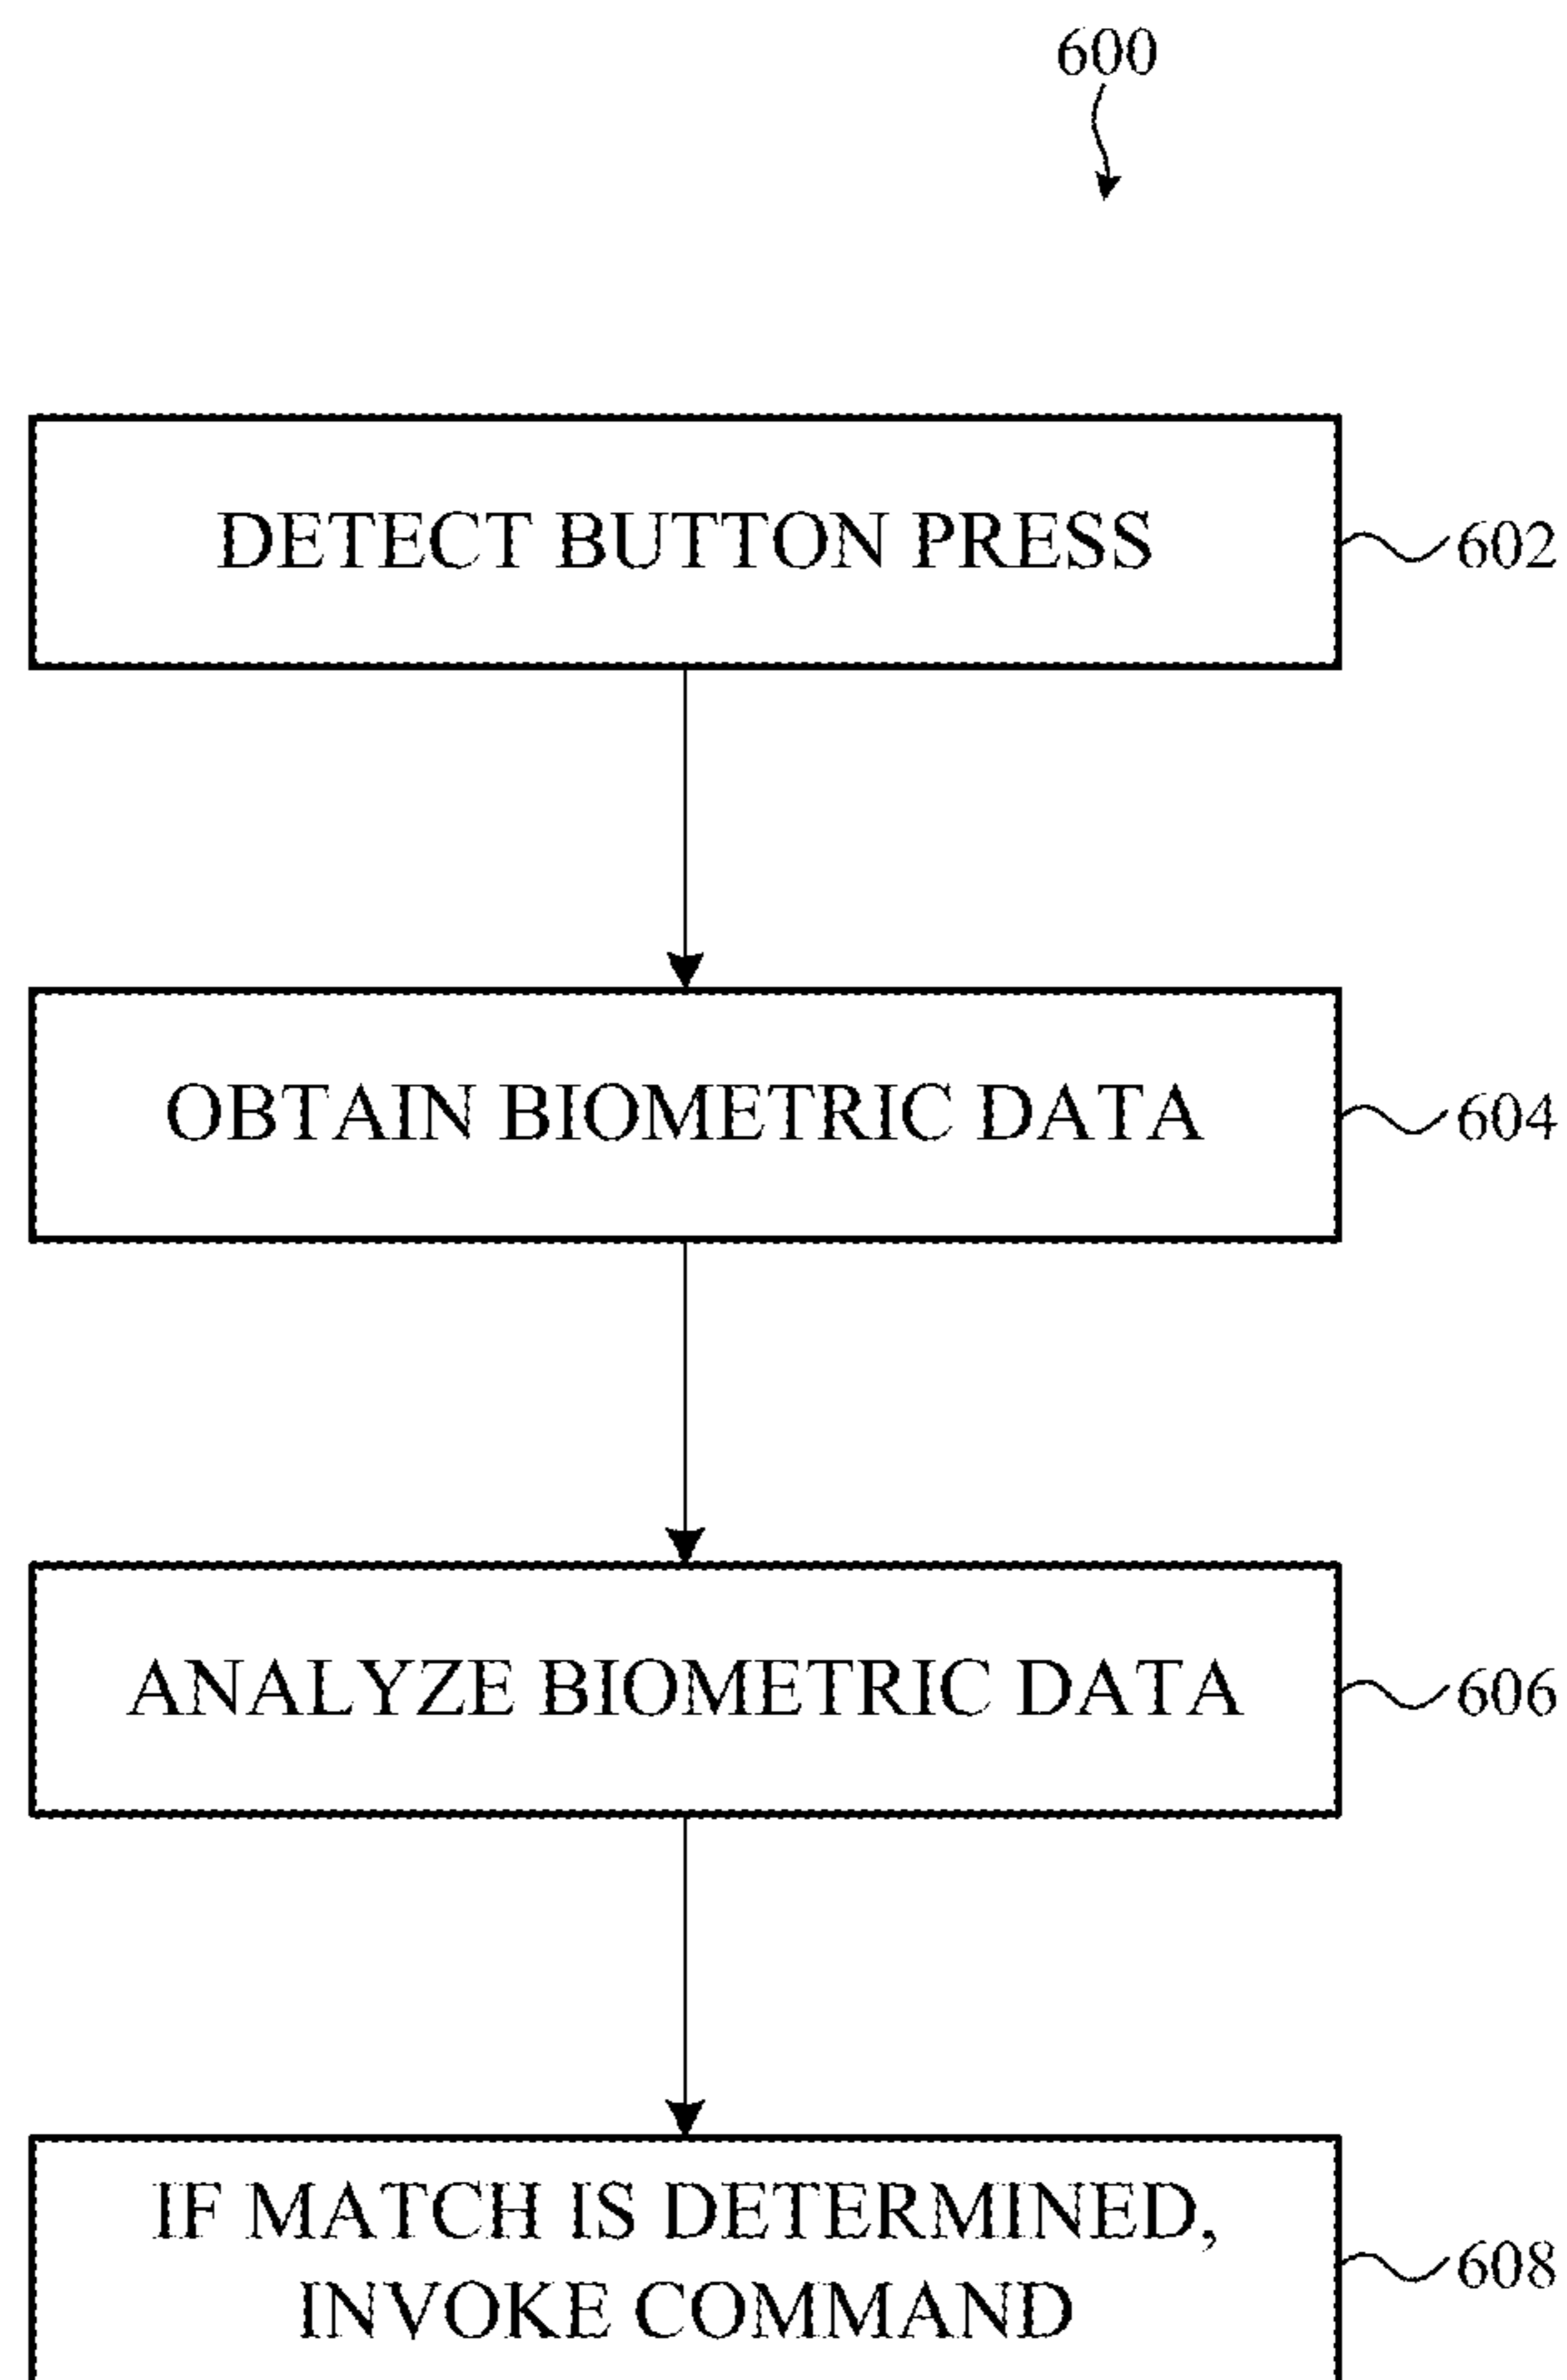 600
DETECT BUTTON PRESS
602
OBTAIN BIOMETRIC DATA
604
ANALYZE BIOMETRIC DATA
606
IF MATCH IS DETERMINED,
INVOKE COMMAND
608